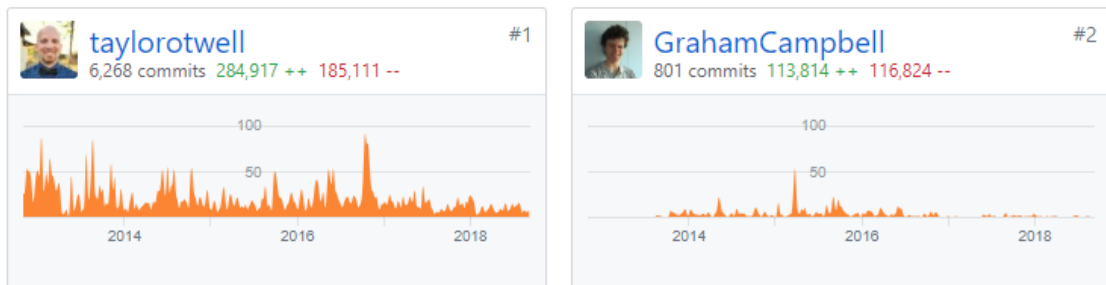 taylorotwell
#1
6,268 commits 284,917 ++ 185,111 --
100
50
2014 2016 2018
GrahamCampbell
#2
801 commits 113,814 ++ 116,824 --
100
50
2014 2016 2018